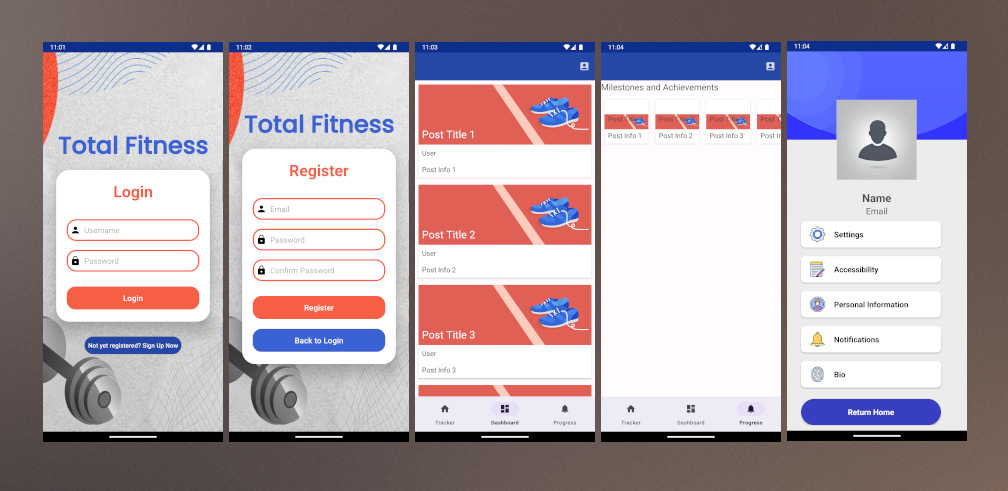 11:01
Total Fitness
Login
Username
Password
Login
Not yet registered? Sign Up Now
11:02
Total Fitness
Register
Email
Password
Confirm Password
Register
Back to Login
11:03
Post Title 1
User
Post Info 1
Post Title 2
User
Post Info 2
Post Title 3
User
Post Info 3
Tracker
Dashboard
Progress
11:04
Milestones and Achievements
Post Title
Post Title
Post Title
Post Ti
Post Info 1
Post Info 2
Post Info 3
Post In
Tracker
Dashboard
Progress
11:04
Name
Email
Settings
Accessibility
Personal Information
Notifications
Bio
Return Home